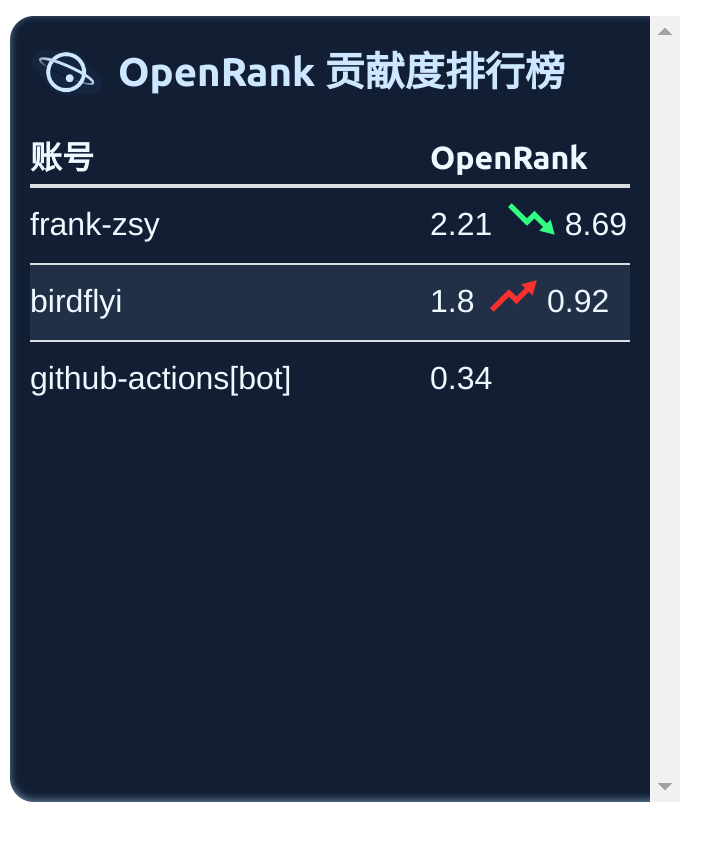 OpenRank 贡献度排行榜
账号 OpenRank
frank-zsy 2.21 8.69
birdflyi 1.8 0.92
github-actions[bot] 0.34